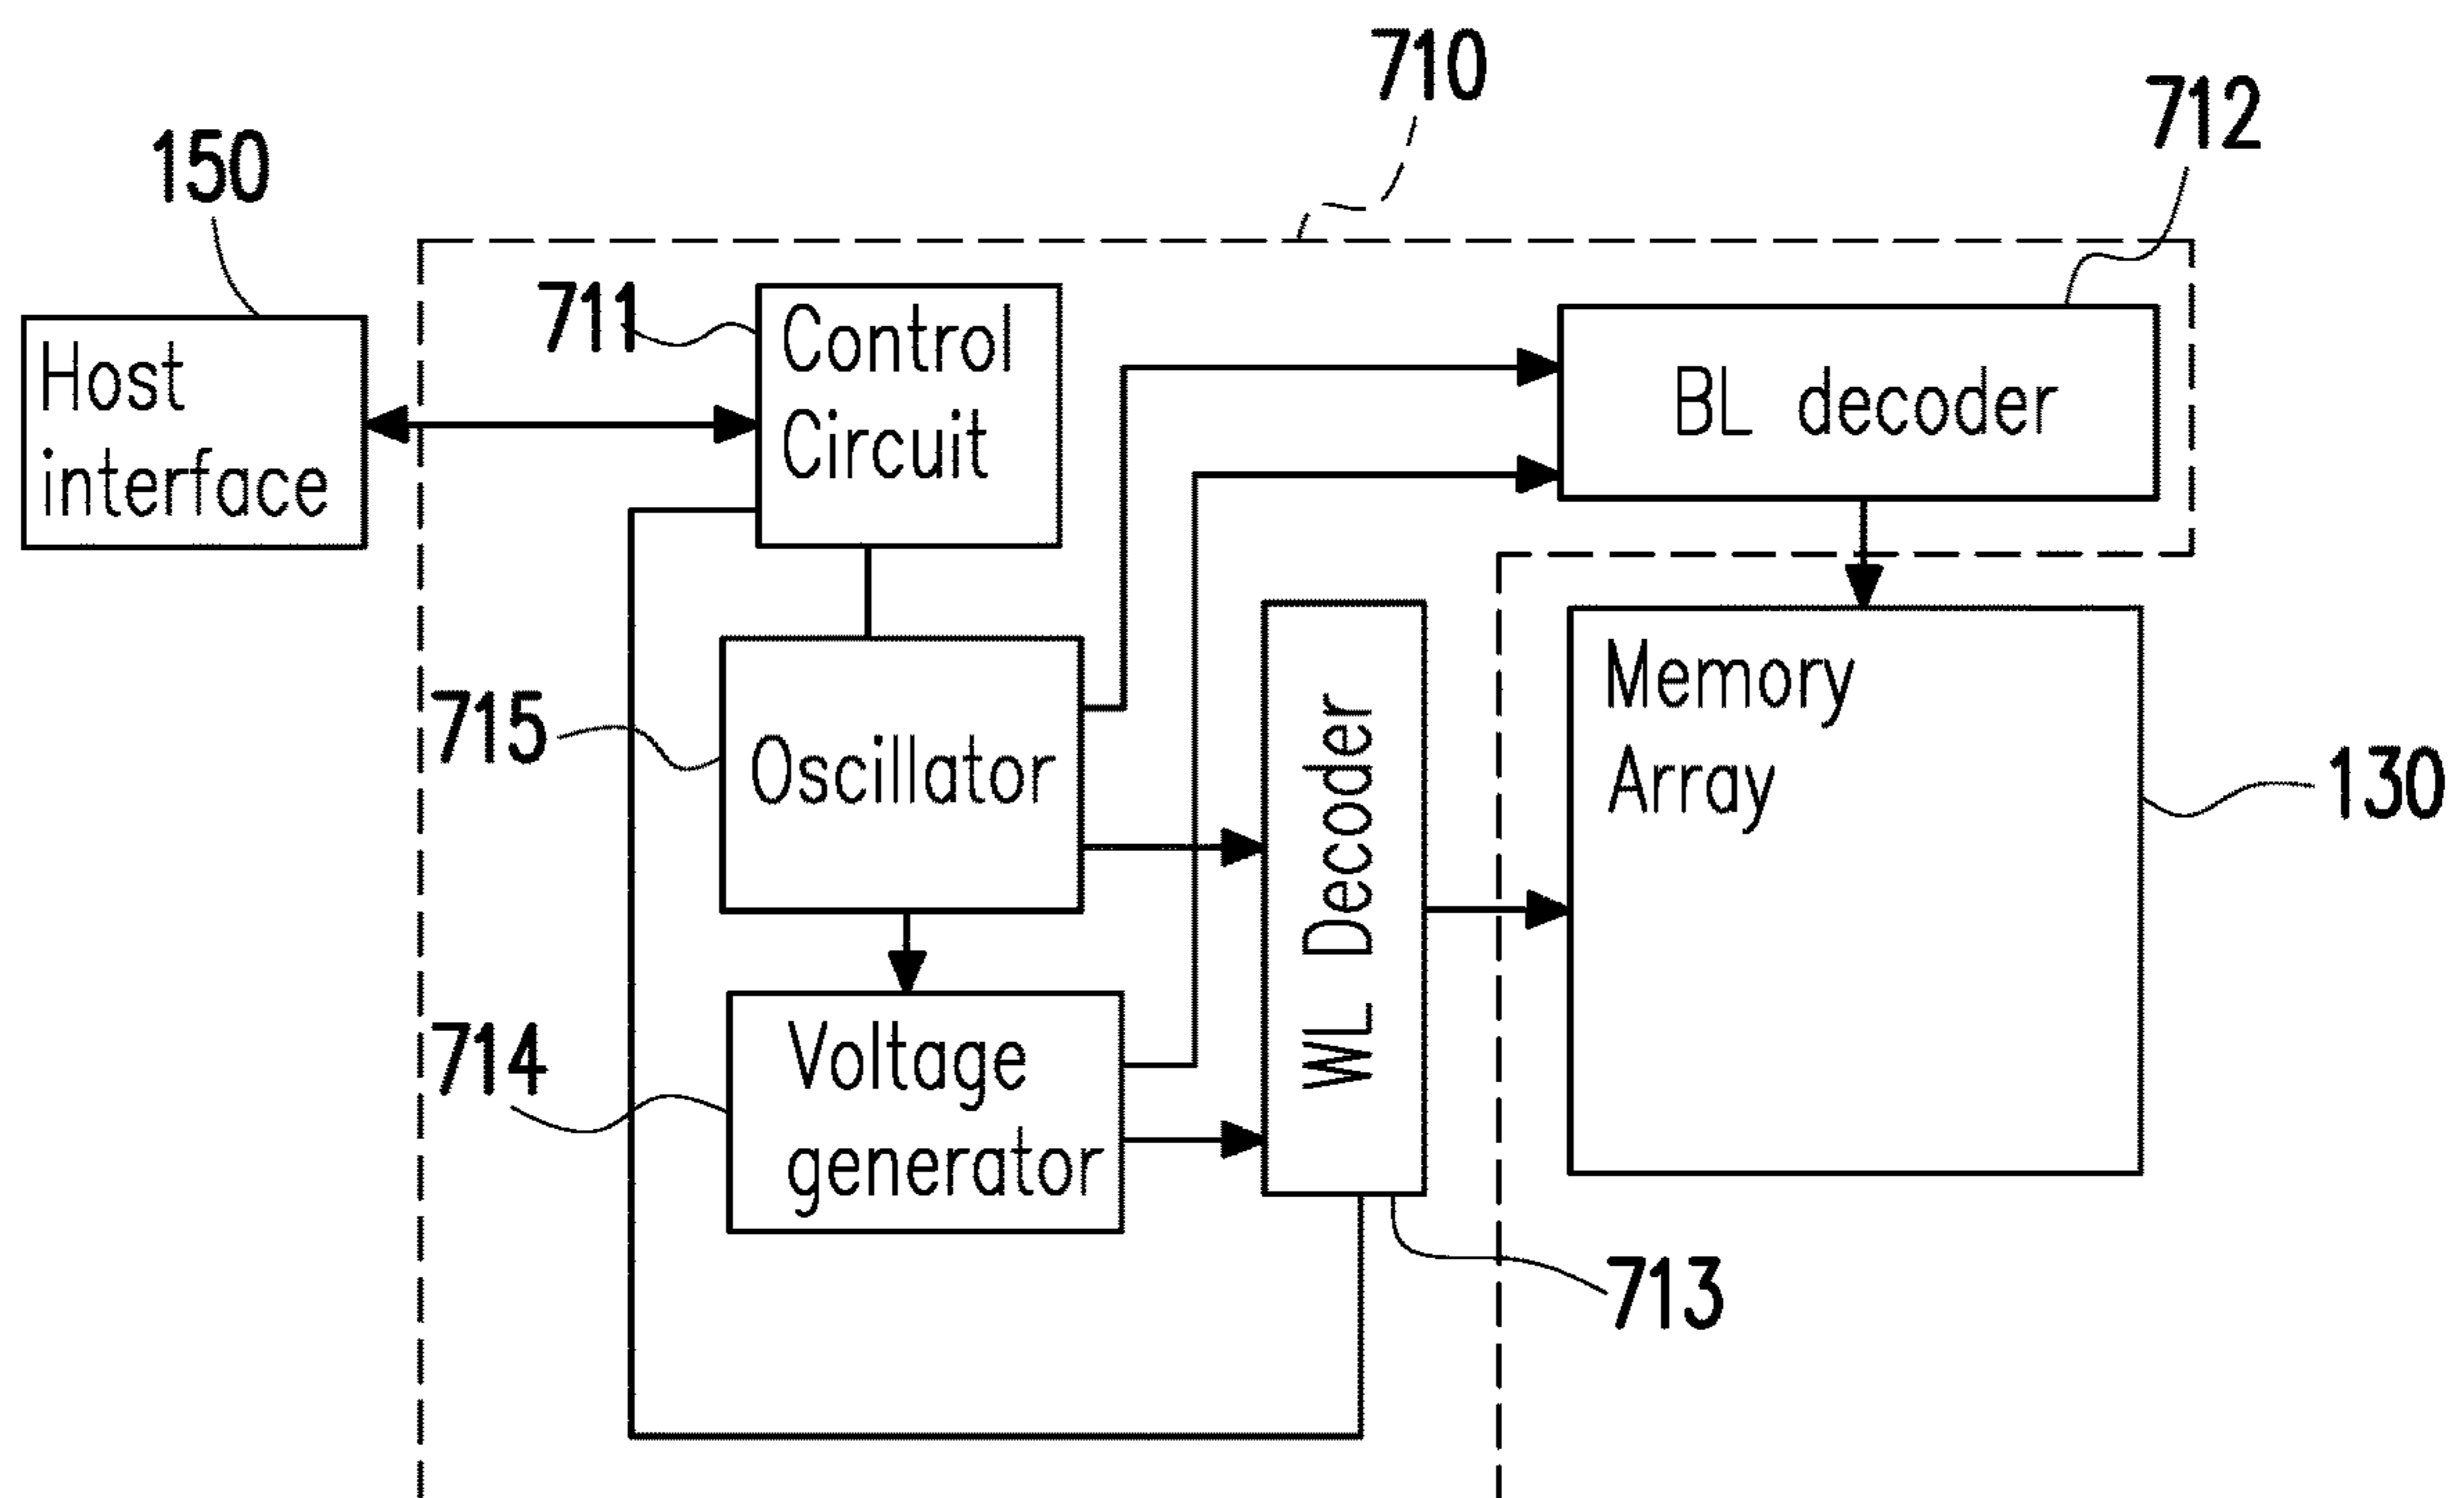 710
712
150
711
Control
Circuit
Host
interface
BL decoder
Memory
Array
715
Oscillator
WL Decoder
130
714
Voltage
generator
713